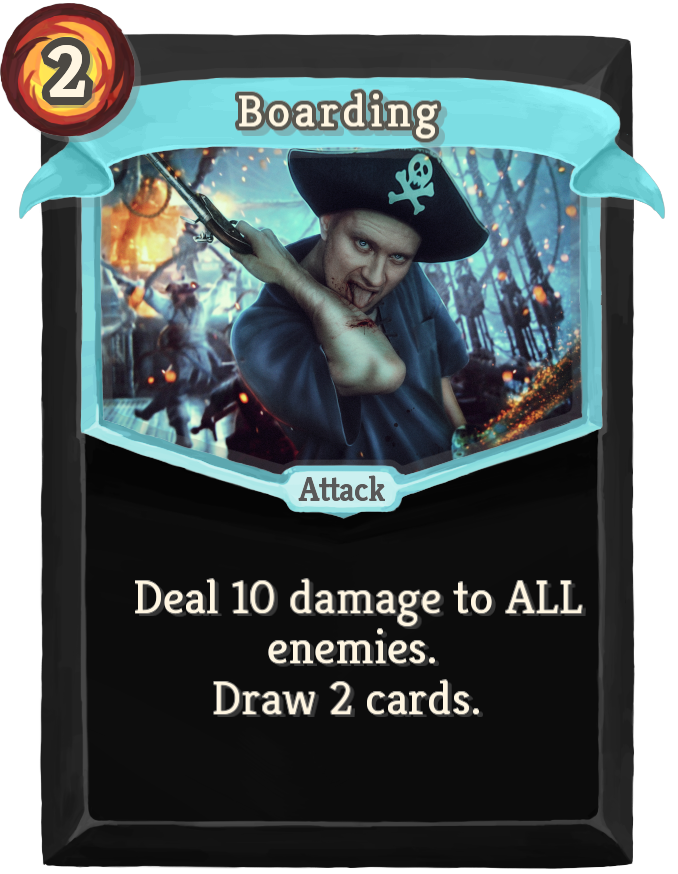 2
Boarding
Attack
Deal 10 damage to ALL
enemies.
Draw 2 cards.